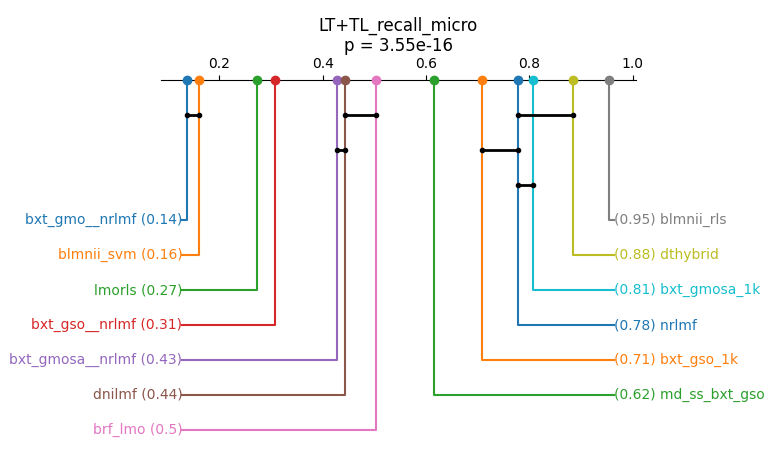 LT+TL_recall_micro
p = 3.55e-16
0.2 0.4 0.6 0.8 1.0
bxt_gmo__nrlmf (0.14)
(0.95) blmnii_rls
blmnii_svm (0.16)
(0.88) dthybrid
lmorls (0.27)
(0.81) bxt_gmosa_1k
bxt_gso__nrlmf (0.31)
(0.78) nrlmf
bxt_gmosa__nrlmf (0.43)
(0.71) bxt_gso_1k
dnilmf (0.44)
(0.62) md_ss_bxt_gso
brf_lmo (0.5)